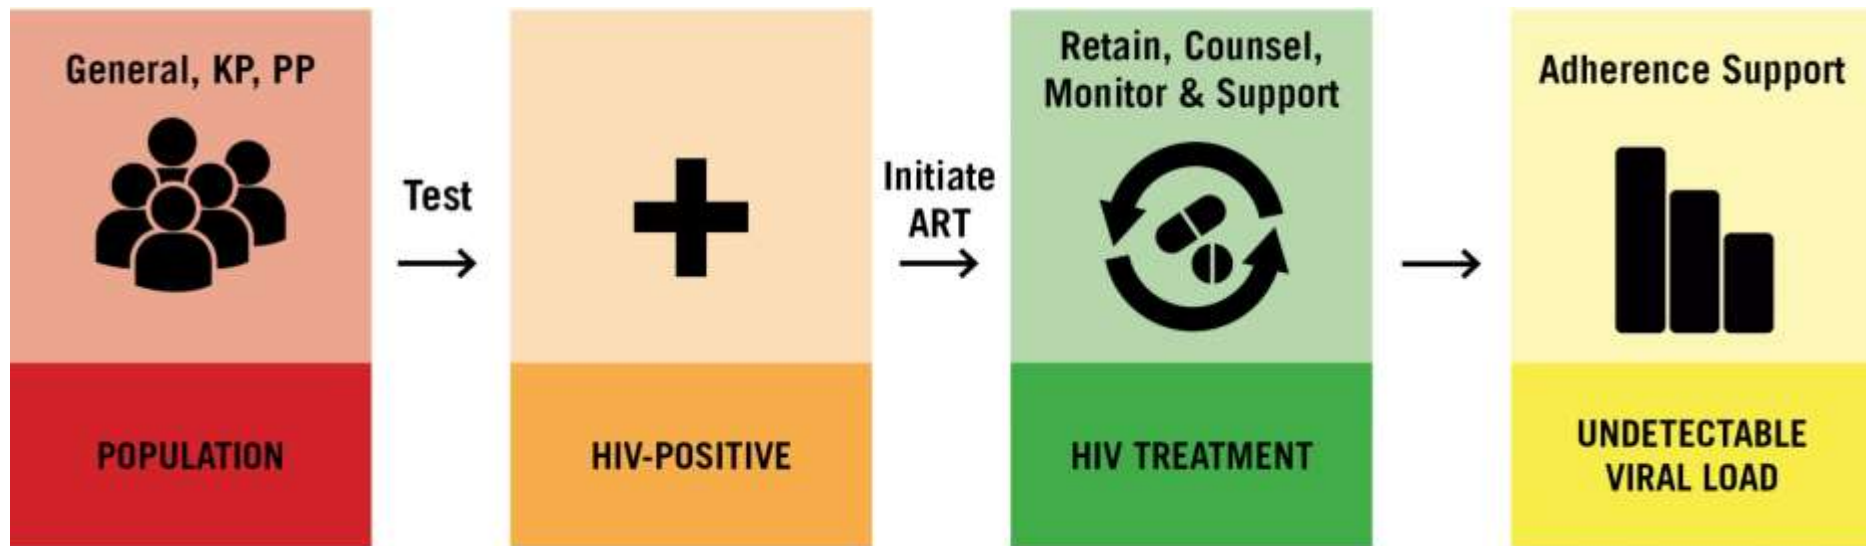 General, KP, PP
POPULATION
Test
HIV-POSITIVE
Initiate
ART
Retain, Counsel,
Monitor & Support
HIV TREATMENT
Adherence Support
UNDETECTABLE
VIRAL LOAD